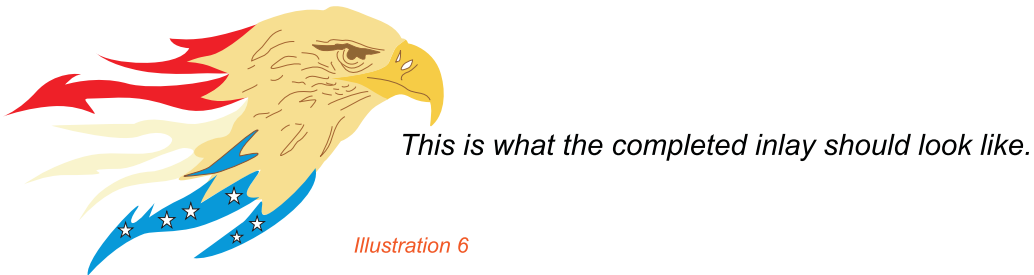 This is what the completed inlay should look like.
Illustration 6